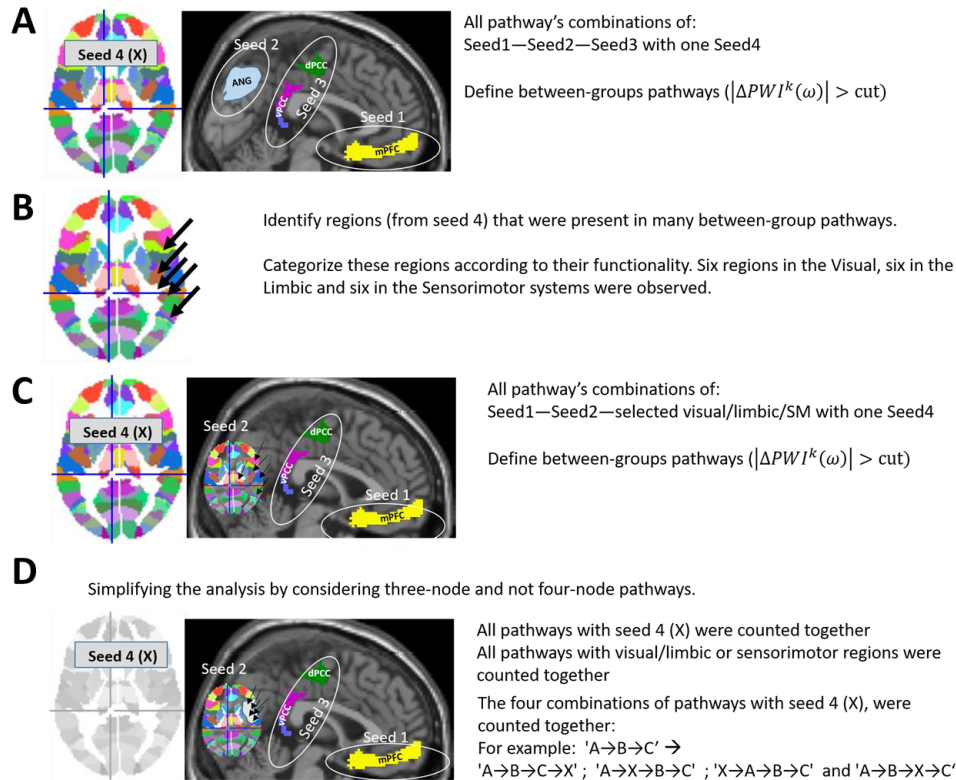 A
Seed 4 (X)
Seed 2
ANG
dPCC
vPCC
Seed 3
Seed 1
mPFC
All pathway's combinations of:
Seed1—Seed2—Seed3 with one Seed4
Define between-groups pathways (|ΔPWIᵏ(ω)| > cut)
B
Identify regions (from seed 4) that were present in many between-group pathways.
Categorize these regions according to their functionality. Six regions in the Visual, six in the
Limbic and six in the Sensorimotor systems were observed.
C
Seed 4 (X)
Seed 2
dPCC
vPCC
Seed 3
Seed 1
mPFC
All pathway's combinations of:
Seed1—Seed2—selected visual/limbic/SM with one Seed4
Define between-groups pathways (|ΔPWIᵏ(ω)| > cut)
D
Simplifying the analysis by considering three-node and not four-node pathways.
Seed 4 (X)
Seed 2
dPCC
vPCC
Seed 3
Seed 1
mPFC
All pathways with seed 4 (X) were counted together
All pathways with visual/limbic or sensorimotor regions were
counted together
The four combinations of pathways with seed 4 (X), were
counted together:
For example: 'A→B→C' →
'A→B→C→X' ; 'A→X→B→C' ; 'X→A→B→C' and 'A→B→X→C'